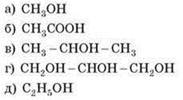 а) CH₃OH
б) CH₃COOH
в) CH₃ – CHOH – CH₃
г) CH₂OH – CHOH – CH₂OH
д) C₂H₅OH